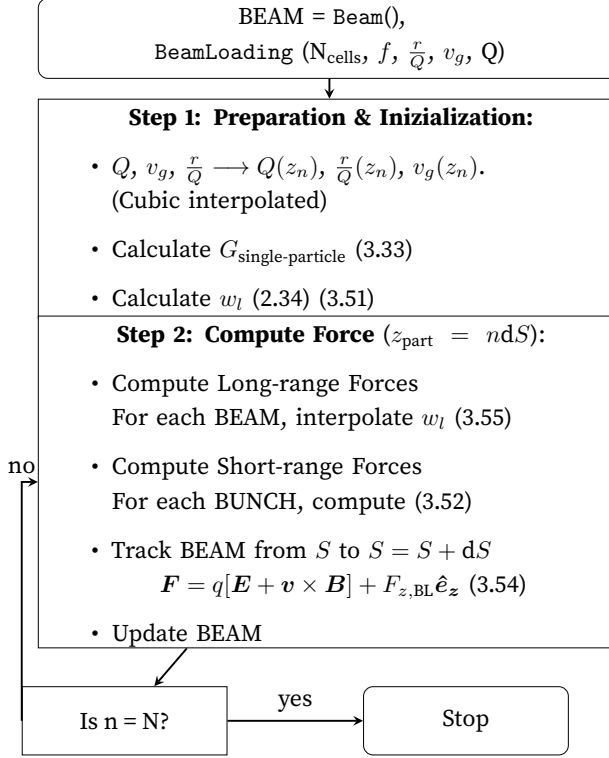 BEAM = Beam(),
BeamLoading (N_cells, f, r/Q, v_g, Q)
Step 1: Preparation & Inizialization:
• Q, v_g, r/Q ⟶ Q(z_n), r/Q(z_n), v_g(z_n).
(Cubic interpolated)
• Calculate G_single-particle (3.33)
• Calculate w_l (2.34) (3.51)
Step 2: Compute Force (z_part = ndS):
• Compute Long-range Forces
For each BEAM, interpolate w_l (3.55)
• Compute Short-range Forces
For each BUNCH, compute (3.52)
• Track BEAM from S to S = S + dS
F = q[E + v × B] + F_z,BL ê_z (3.54)
• Update BEAM
no
Is n = N?
yes
Stop